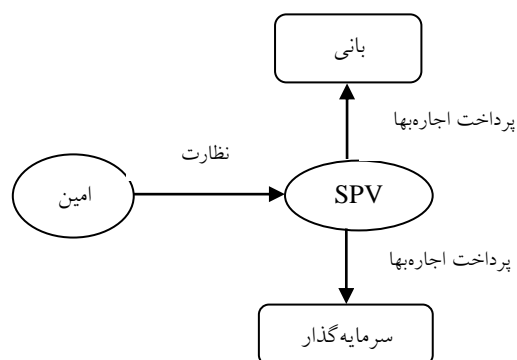 بانی
پرداخت اجاره‌بها
نظارت
امین
SPV
پرداخت اجاره‌بها
سرمایه‌گذار